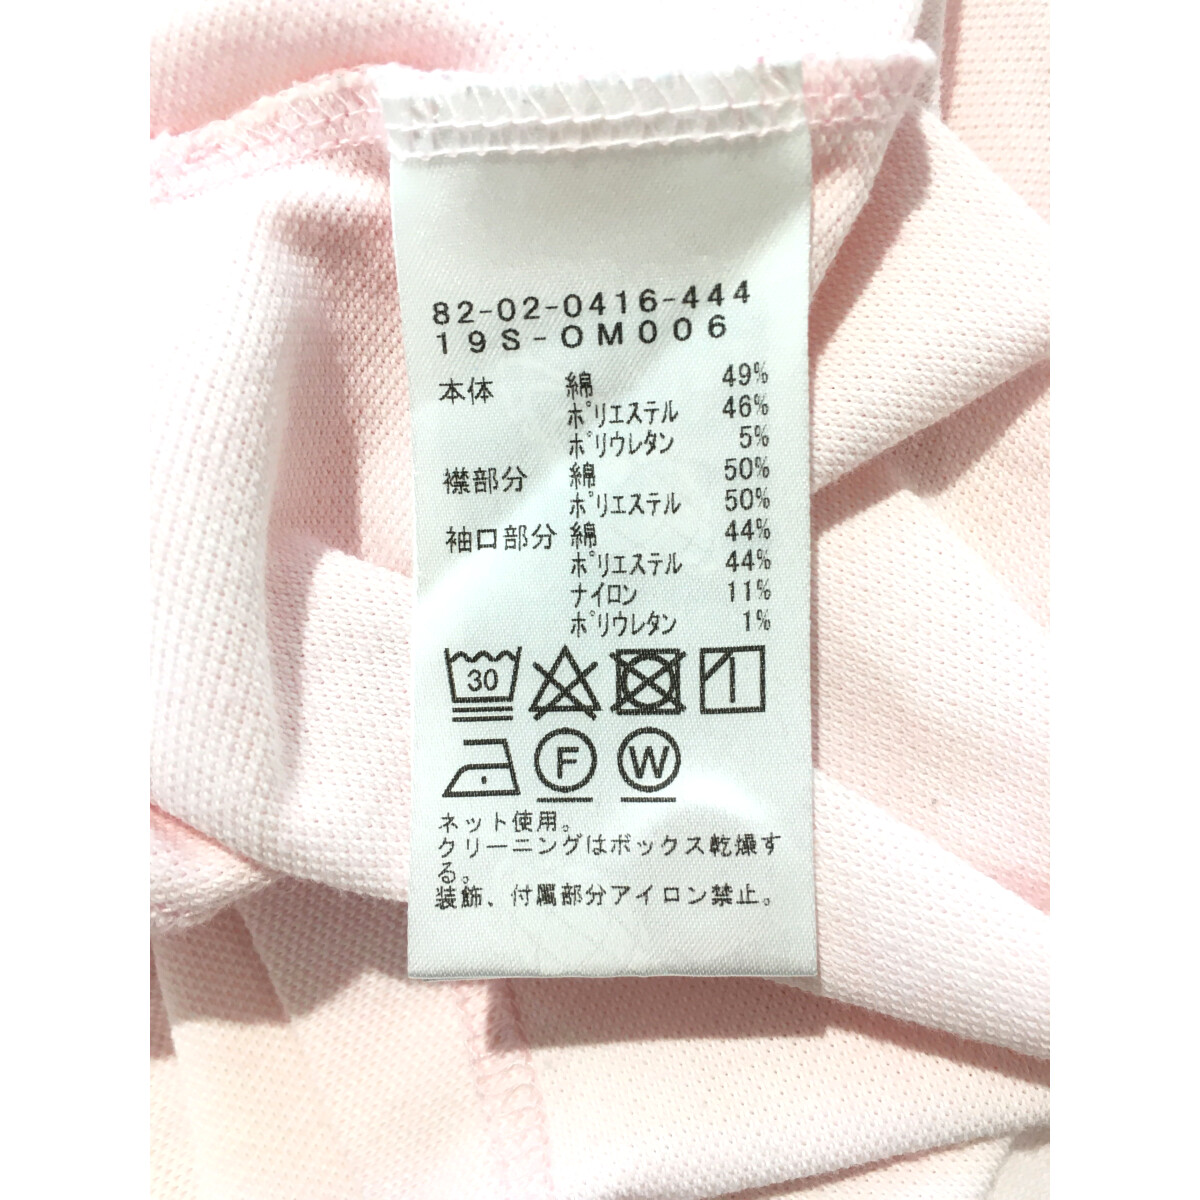 82-02-0416-444
19S-OM006
本体 綿 49%
ポリエステル 46%
ポリウレタン 5%
襟部分 綿 50%
ポリエステル 50%
袖口部分 綿 44%
ポリエステル 44%
ナイロン 11%
ポリウレタン 1%
30
F W
ネット使用。
クリーニングはボックス乾燥す
る。
装飾、付属部分アイロン禁止。